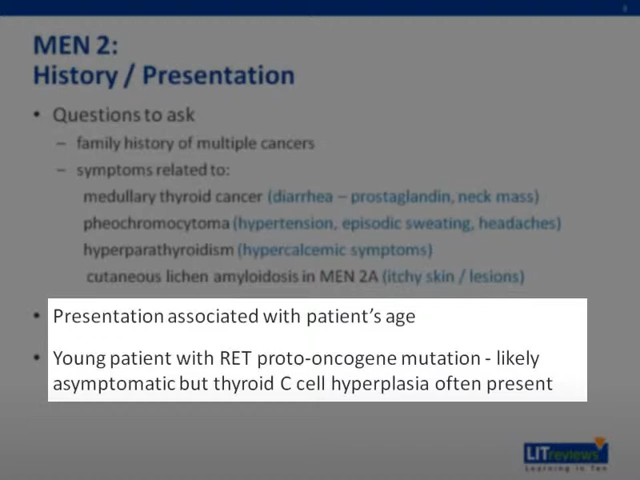 MEN 2:
History / Presentation
• Questions to ask
– family history of multiple cancers
– symptoms related to:
medullary thyroid cancer (diarrhea – prostaglandin, neck mass)
pheochromocytoma (hypertension, episodic sweating, headaches)
hyperparathyroidism (hypercalcemic symptoms)
cutaneous lichen amyloidosis in MEN 2A (itchy skin / lesions)
• Presentation associated with patient's age
• Young patient with RET proto-oncogene mutation - likely
asymptomatic but thyroid C cell hyperplasia often present
LITreviews
Learning in Ten